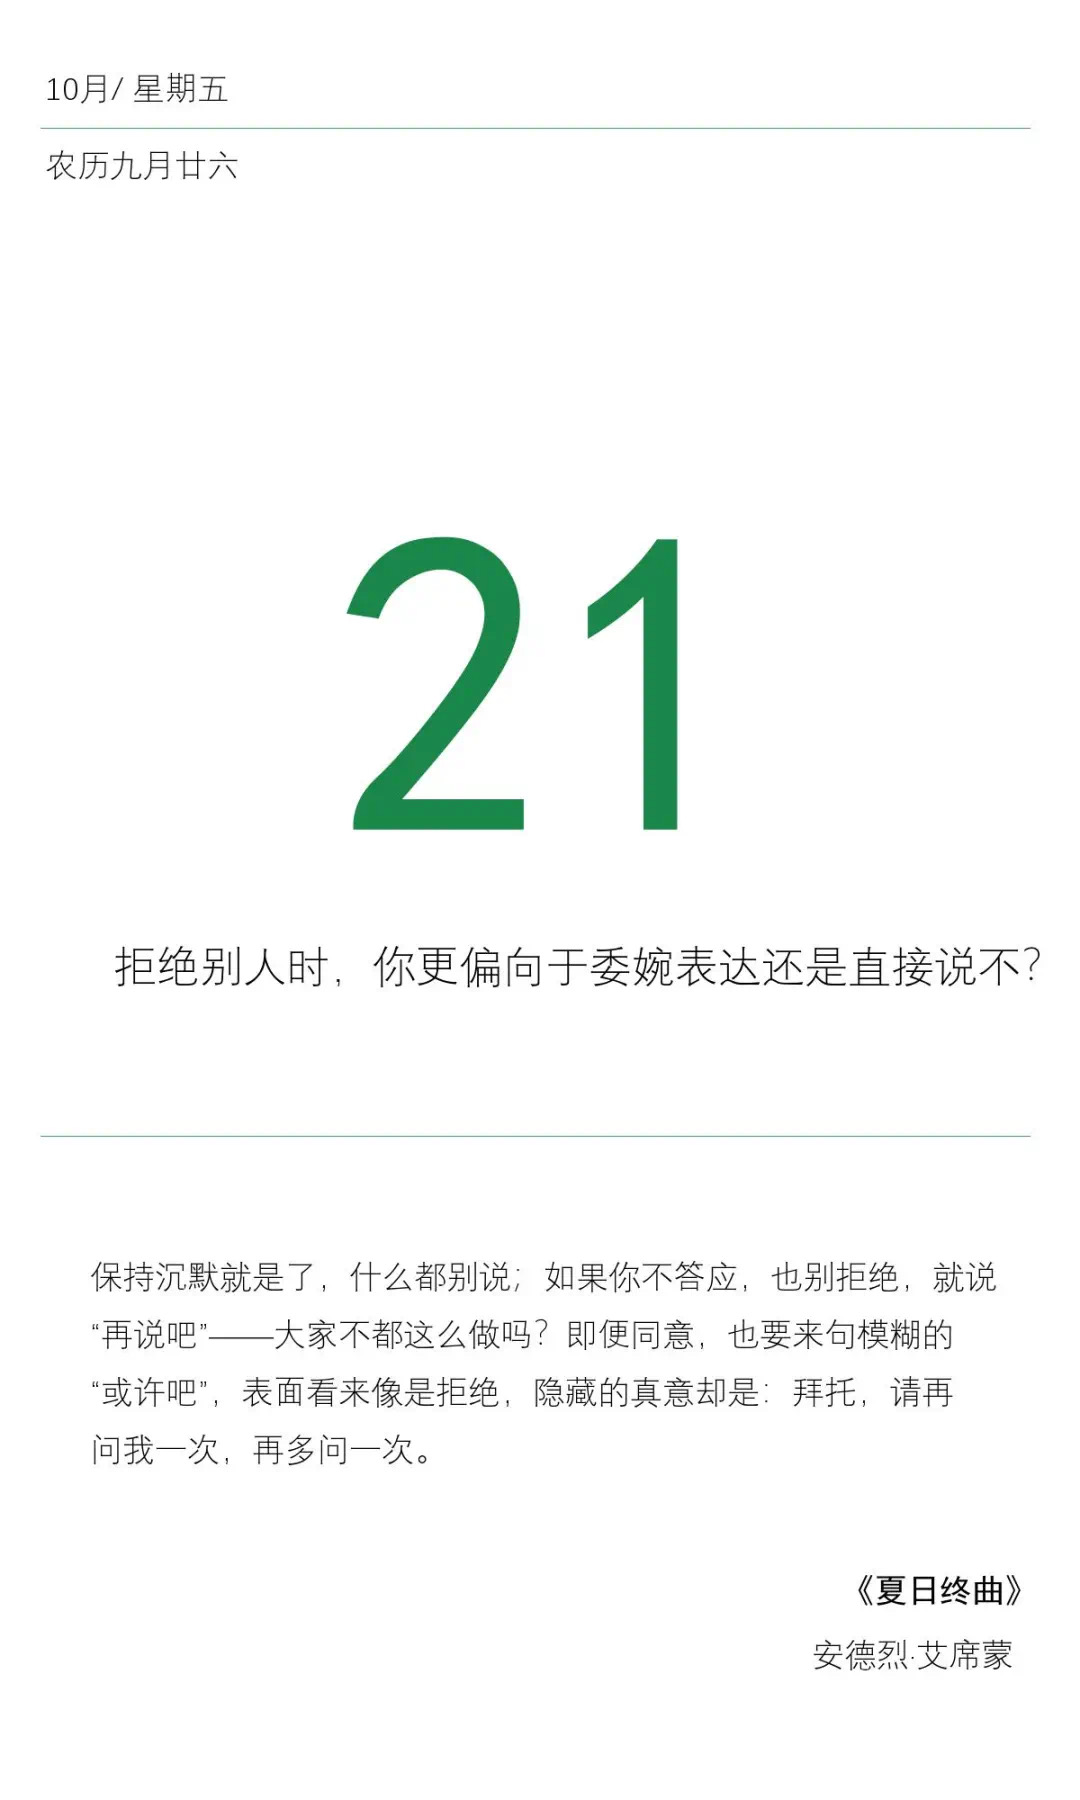 10月/ 星期五
农历九月廿六
21
拒绝别人时，你更偏向于委婉表达还是直接说不？
保持沉默就是了，什么都别说；如果你不答应，也别拒绝，就说
“再说吧”——大家不都这么做吗？即便同意，也要来句模糊的
“或许吧”，表面看来像是拒绝，隐藏的真意却是：拜托，请再
问我一次，再多问一次。
《夏日终曲》
安德烈·艾席蒙